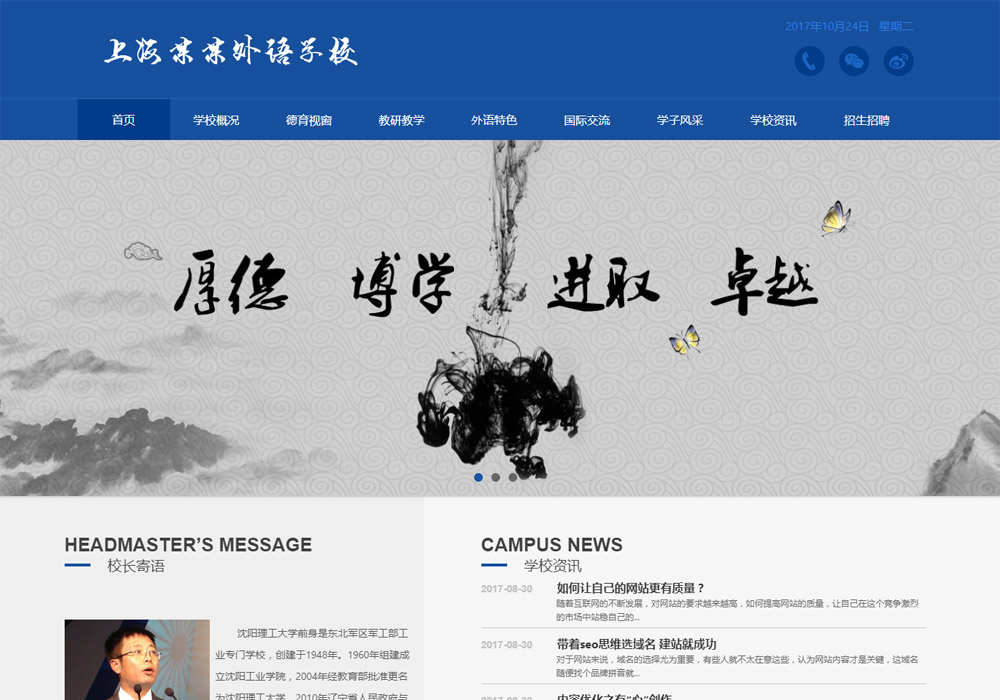 2017年10月24日 星期二
上海某某外语学校
首页 学校概况 德育视窗 教研教学 外语特色 国际交流 学子风采 学校资讯 招生招聘
厚德 博学 进取 卓越
HEADMASTER'S MESSAGE
校长寄语
沈阳理工大学前身是东北军区军工部工
业专门学校，创建于1948年。1960年组建成
立沈阳工业学院，2004年经教育部批准更名
为沈阳理工大学。2010年辽宁省人民政府与
CAMPUS NEWS
学校资讯
2017-08-30 如何让自己的网站更有质量？
随着互联网的不断发展，对网站的要求越来越高，如何提高网站的质量，让自己在这个竞争激烈
的市场中站稳自己的...
2017-08-30 带着seo思维选域名 建站就成功
对于网站来说，域名的选择尤为重要，有些人就不太在意这些，认为网站内容才是关键，这域名
随便找个品牌拼音就...
2017-08-30 内容优化之有“心”创作